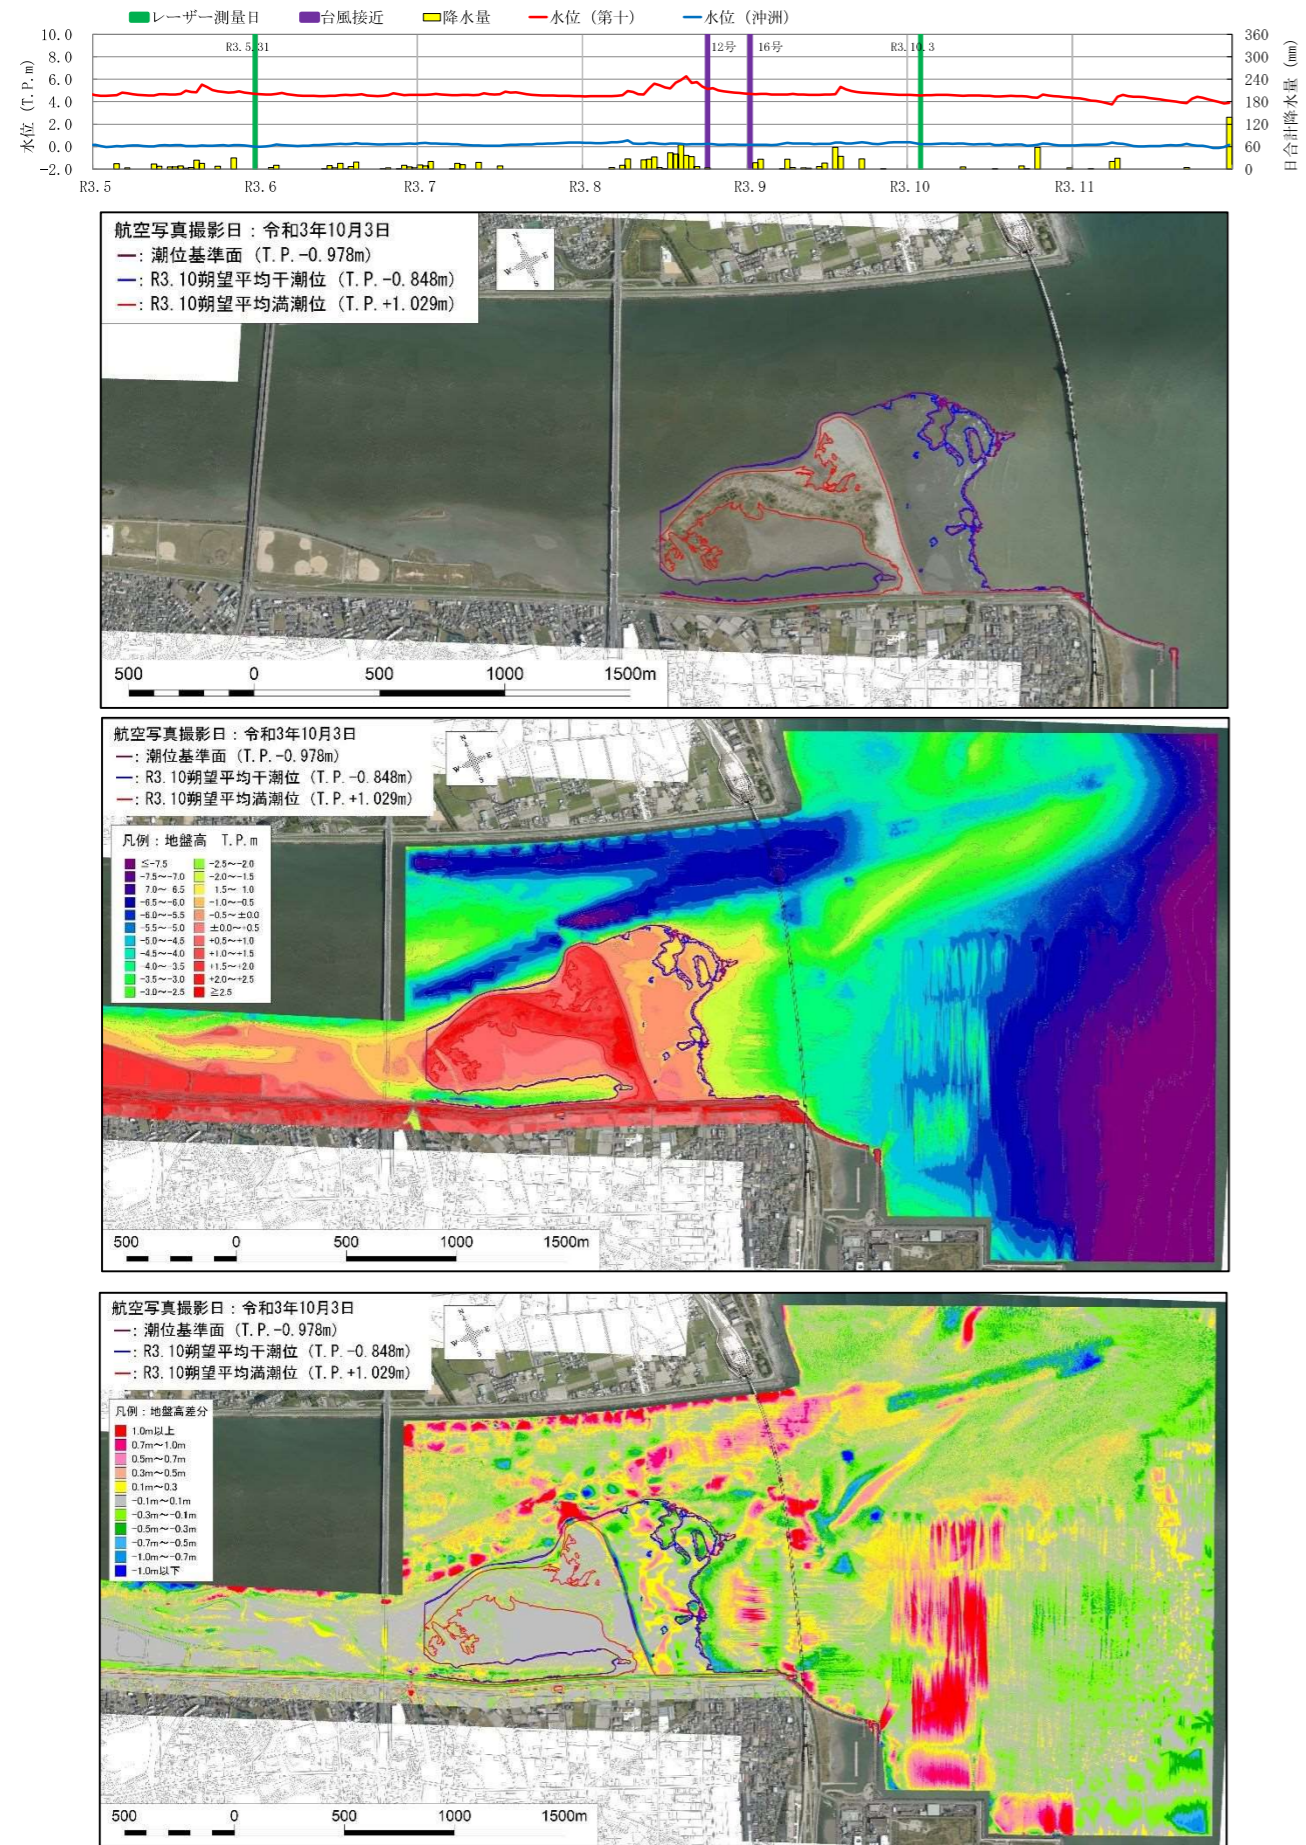 レーザー測量日 台風接近 降水量 水位（第十） 水位（沖洲）
10.0
8.0
6.0
4.0
2.0
0.0
-2.0
水位（T.P.m）
R3.5.31
12号
16号
R3.10.3
360
300
240
180
120
60
0
日合計降水量（mm）
R3.5 R3.6 R3.7 R3.8 R3.9 R3.10 R3.11
航空写真撮影日：令和3年10月3日
―：潮位基準面（T.P.-0.978m）
―：R3.10朔望平均干潮位（T.P.-0.848m）
―：R3.10朔望平均満潮位（T.P.+1.029m）
N
E
S
W
500 0 500 1000 1500m
航空写真撮影日：令和3年10月3日
―：潮位基準面（T.P.-0.978m）
―：R3.10朔望平均干潮位（T.P.-0.848m）
―：R3.10朔望平均満潮位（T.P.+1.029m）
N
E
S
W
凡例：地盤高 T.P.m
≦-7.5 -2.5～-2.0
-7.5～-7.0 -2.0～-1.5
7.0～ 6.5 1.5～ 1.0
-6.5～-6.0 -1.0～-0.5
-6.0～-5.5 -0.5～±0.0
-5.5～-5.0 ±0.0～+0.5
-5.0～-4.5 +0.5～+1.0
-4.5～-4.0 +1.0～+1.5
4.0～ 3.5 +1.5～+2.0
-3.5～-3.0 +2.0～+2.5
-3.0～-2.5 ≧2.5
500 0 500 1000 1500m
航空写真撮影日：令和3年10月3日
―：潮位基準面（T.P.-0.978m）
―：R3.10朔望平均干潮位（T.P.-0.848m）
―：R3.10朔望平均満潮位（T.P.+1.029m）
N
E
S
W
凡例：地盤高差分
1.0m以上
0.7m～1.0m
0.5m～0.7m
0.3m～0.5m
0.1m～0.3
-0.1m～0.1m
-0.3m～-0.1m
-0.5m～-0.3m
-0.7m～-0.5m
-1.0m～-0.7m
-1.0m以下
500 0 500 1000 1500m